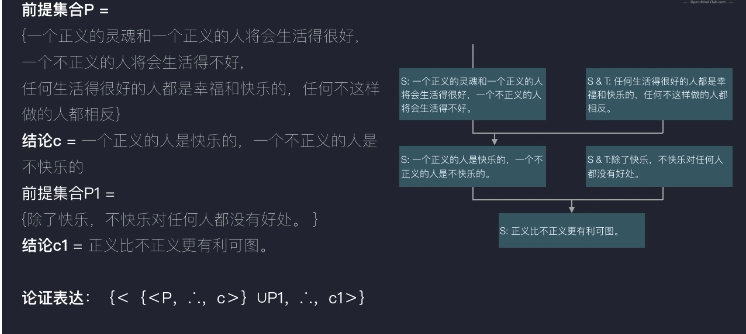 前提集合P =
{一个正义的灵魂和一个正义的人将会生活得很好，
一个不正义的人将会生活得不好，
任何生活得很好的人都是幸福和快乐的，任何不这样
做的人都相反}
结论c = 一个正义的人是快乐的，一个不正义的人是
不快乐的
前提集合P1 =
{除了快乐，不快乐对任何人都没有好处。 }
结论c1 = 正义比不正义更有利可图。
论证表达： {< {<P，∴，c>} ∪P1，∴，c1>}
S: 一个正义的灵魂和一个正义的人
将会生活得很好，一个不正义的人
将会生活得不好。
S & T: 任何生活得很好的人都是幸
福和快乐的，任何不这样做的人都
相反。
S: 一个正义的人是快乐的，一个不
正义的人是不快乐的。
S & T:除了快乐，不快乐对任何人
都没有好处。
S: 正义比不正义更有利可图。